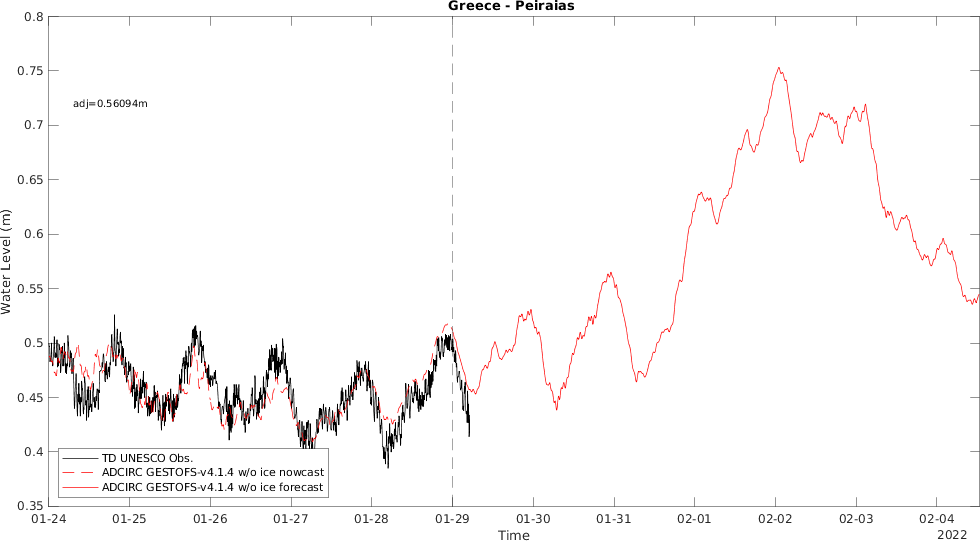 Greece - Peiraias
0.8
0.75
0.7
0.65
0.6
0.55
0.5
0.45
0.4
0.35
Water Level (m)
adj=0.56094m
TD UNESCO Obs.
ADCIRC GESTOFS-v4.1.4 w/o ice nowcast
ADCIRC GESTOFS-v4.1.4 w/o ice forecast
01-24 01-25 01-26 01-27 01-28 01-29 01-30 01-31 02-01 02-02 02-03 02-04
Time
2022